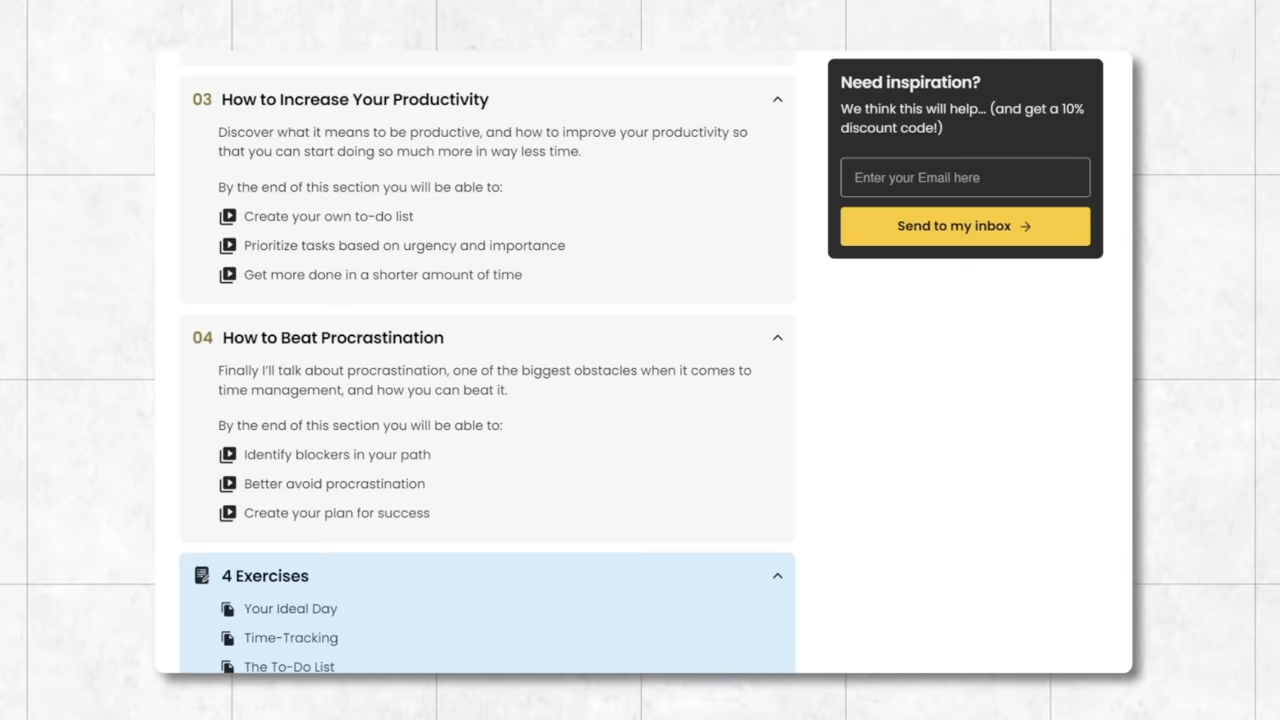 03 How to Increase Your Productivity
Discover what it means to be productive, and how to improve your productivity so
that you can start doing so much more in way less time.
By the end of this section you will be able to:
Create your own to-do list
Prioritize tasks based on urgency and importance
Get more done in a shorter amount of time
04 How to Beat Procrastination
Finally I'll talk about procrastination, one of the biggest obstacles when it comes to
time management, and how you can beat it.
By the end of this section you will be able to:
Identify blockers in your path
Better avoid procrastination
Create your plan for success
4 Exercises
Your Ideal Day
Time-Tracking
The To-Do List
Need inspiration?
We think this will help... (and get a 10%
discount code!)
Enter your Email here
Send to my inbox →